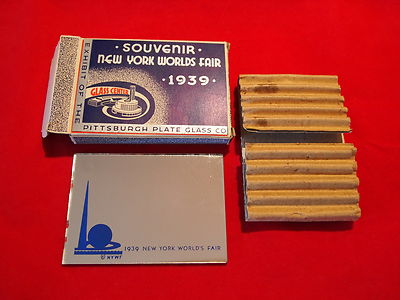 · SOUVENIR ·
NEW YORK WORLDS FAIR
· 1939 ·
GLASS CENTER
PITTSBURGH PLATE GLASS CO
EXHIBIT OF THE
1939 NEW YORK WORLD'S FAIR
© NYWF